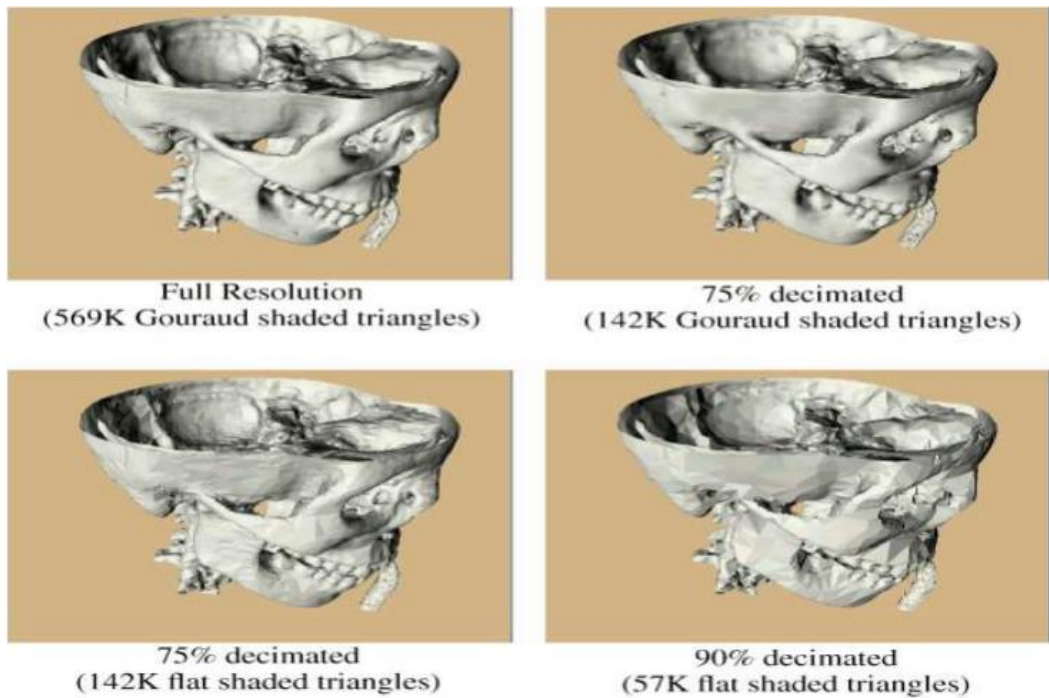 Full Resolution
(569K Gouraud shaded triangles)
75% decimated
(142K Gouraud shaded triangles)
75% decimated
(142K flat shaded triangles)
90% decimated
(57K flat shaded triangles)